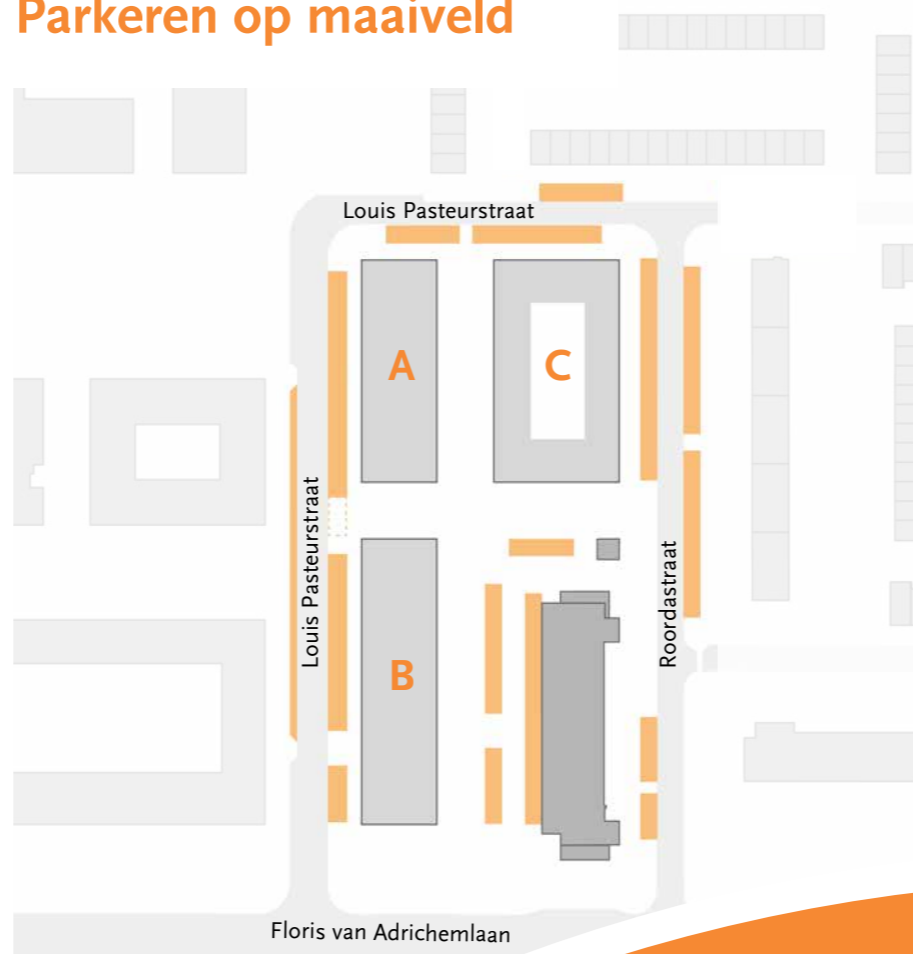 Parkeren op maaiveld
Louis Pasteurstraat
A
C
Louis Pasteurstraat
Roordastraat
B
Floris van Adrichemlaan